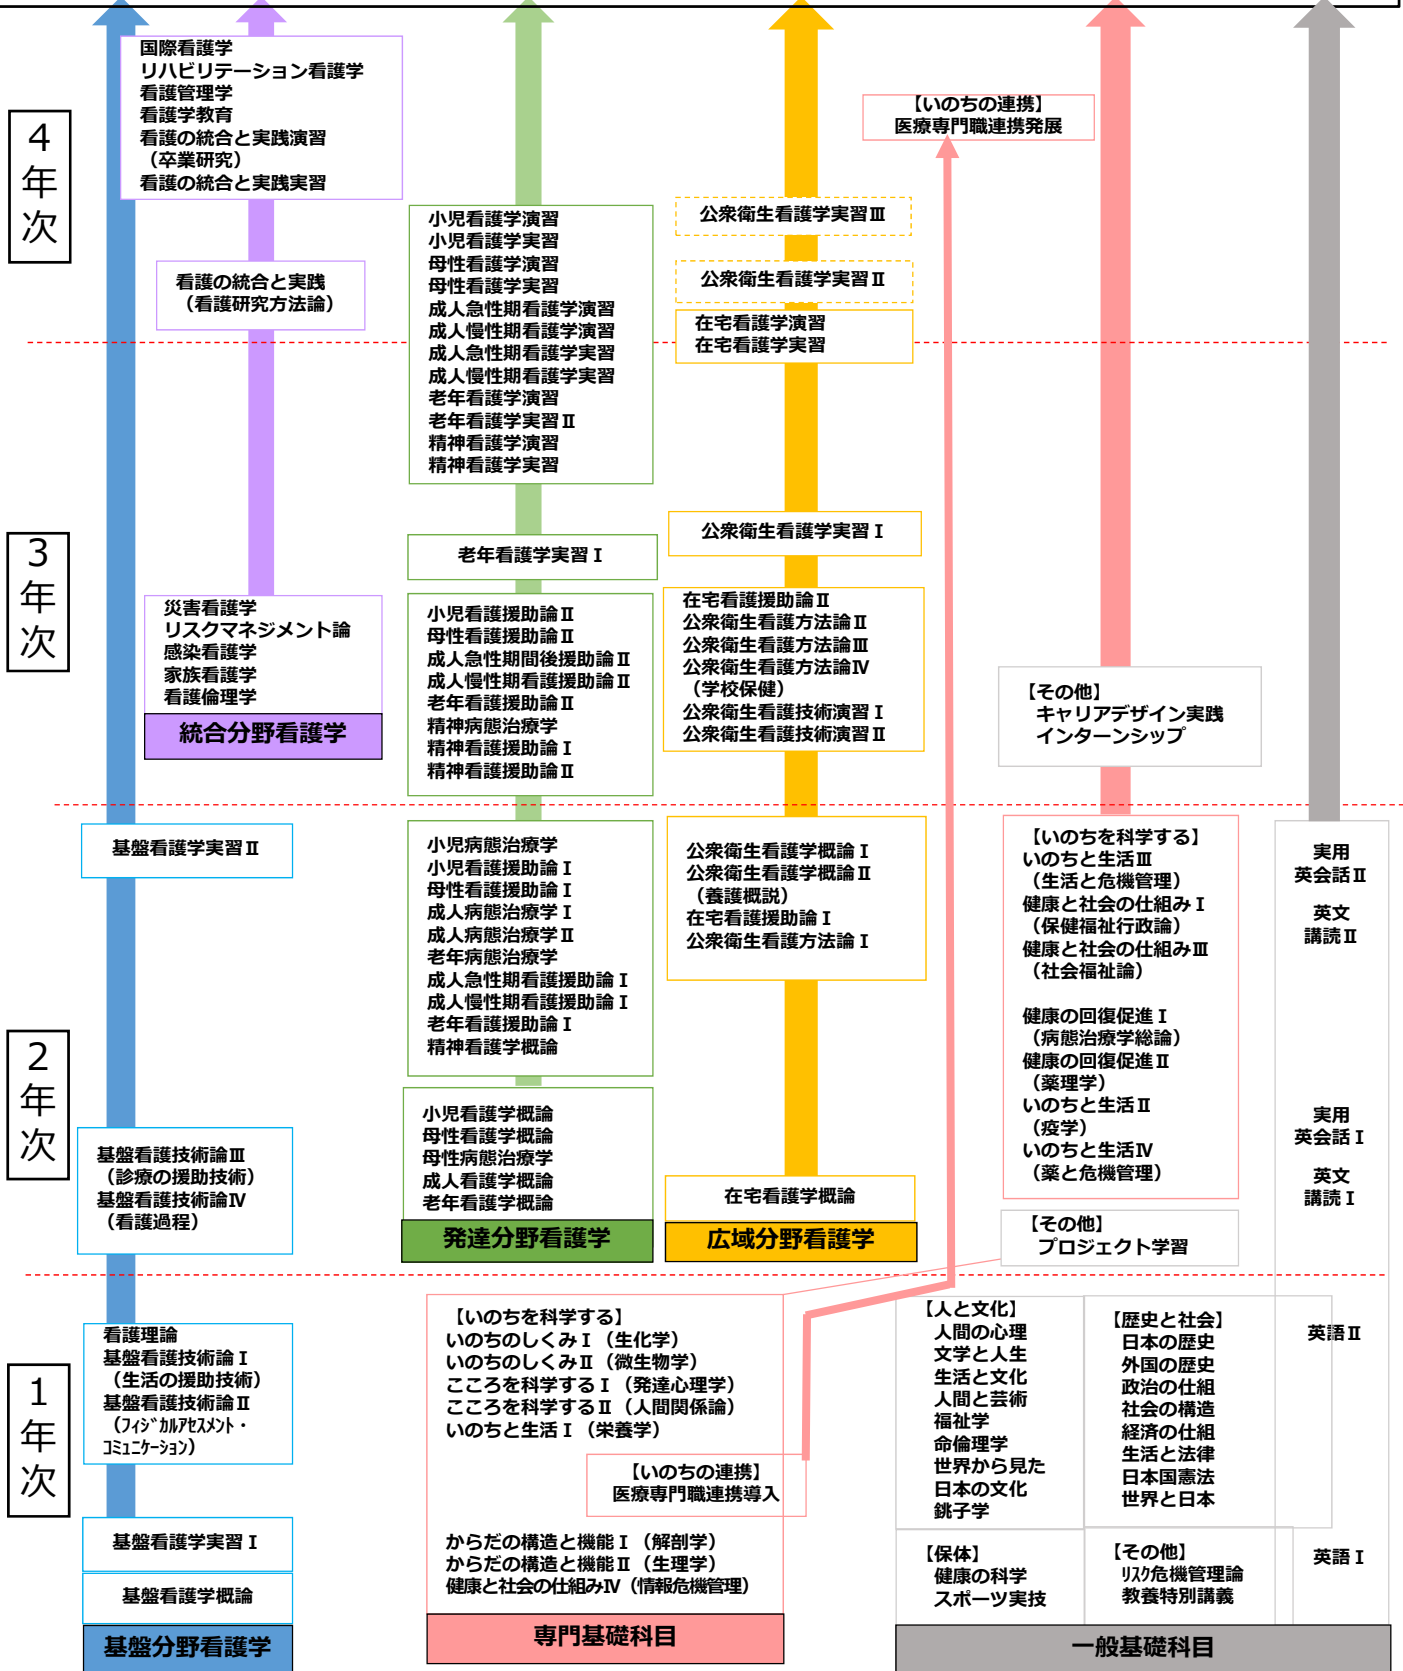 4年次
国際看護学
リハビリテーション看護学
看護管理学
看護学教育
看護の統合と実践演習
（卒業研究）
看護の統合と実践実習
看護の統合と実践
（看護研究方法論）
小児看護学演習
小児看護学実習
母性看護学演習
母性看護学実習
成人急性期看護学演習
成人慢性期看護学演習
成人急性期看護学実習
成人慢性期看護学実習
老年看護学演習
老年看護学実習Ⅱ
精神看護学演習
精神看護学実習
公衆衛生看護学実習Ⅲ
公衆衛生看護学実習Ⅱ
在宅看護学演習
在宅看護学実習
【いのちの連携】
医療専門職連携発展
3年次
災害看護学
リスクマネジメント論
感染看護学
家族看護学
看護倫理学
統合分野看護学
老年看護学実習Ⅰ
小児看護援助論Ⅱ
母性看護援助論Ⅱ
成人急性期間後援助論Ⅱ
成人慢性期看護援助論Ⅱ
老年看護援助論Ⅱ
精神病態治療学
精神看護援助論Ⅰ
精神看護援助論Ⅱ
公衆衛生看護学実習Ⅰ
在宅看護援助論Ⅱ
公衆衛生看護方法論Ⅱ
公衆衛生看護方法論Ⅲ
公衆衛生看護方法論Ⅳ
（学校保健）
公衆衛生看護技術演習Ⅰ
公衆衛生看護技術演習Ⅱ
【その他】
キャリアデザイン実践
インターンシップ
2年次
基盤看護学実習Ⅱ
基盤看護技術論Ⅲ
（診療の援助技術）
基盤看護技術論Ⅳ
（看護過程）
小児病態治療学
小児看護援助論Ⅰ
母性看護援助論Ⅰ
成人病態治療学Ⅰ
成人病態治療学Ⅱ
老年病態治療学
成人急性期看護援助論Ⅰ
成人慢性期看護援助論Ⅰ
老年看護援助論Ⅰ
精神看護学概論
小児看護学概論
母性看護学概論
母性病態治療学
成人看護学概論
老年看護学概論
発達分野看護学
公衆衛生看護学概論Ⅰ
公衆衛生看護学概論Ⅱ
（養護概説）
在宅看護援助論Ⅰ
公衆衛生看護方法論Ⅰ
在宅看護学概論
広域分野看護学
【いのちを科学する】
いのちと生活Ⅲ
（生活と危機管理）
健康と社会の仕組みⅠ
（保健福祉行政論）
健康と社会の仕組みⅢ
（社会福祉論）
健康の回復促進Ⅰ
（病態治療学総論）
健康の回復促進Ⅱ
（薬理学）
いのちと生活Ⅱ
（疫学）
いのちと生活Ⅳ
（薬と危機管理）
【その他】
プロジェクト学習
実用
英会話Ⅱ
英文
講読Ⅱ
実用
英会話Ⅰ
英文
講読Ⅰ
1年次
看護理論
基盤看護技術論Ⅰ
（生活の援助技術）
基盤看護技術論Ⅱ
（ﾌｨｼﾞｶﾙｱｾｽﾒﾝﾄ・
ｺﾐｭﾆｹｰｼｮﾝ）
基盤看護学実習Ⅰ
基盤看護学概論
基盤分野看護学
【いのちを科学する】
いのちのしくみⅠ（生化学）
いのちのしくみⅡ（微生物学）
こころを科学するⅠ（発達心理学）
こころを科学するⅡ（人間関係論）
いのちと生活Ⅰ（栄養学）
【いのちの連携】
医療専門職連携導入
からだの構造と機能Ⅰ（解剖学）
からだの構造と機能Ⅱ（生理学）
健康と社会の仕組みⅣ（情報危機管理）
専門基礎科目
【人と文化】
人間の心理
文学と人生
生活と文化
人間と芸術
福祉学
命倫理学
世界から見た
日本の文化
銚子学
【歴史と社会】
日本の歴史
外国の歴史
政治の仕組
社会の構造
経済の仕組
生活と法律
日本国憲法
世界と日本
英語Ⅱ
【保体】
健康の科学
スポーツ実技
【その他】
ﾘｽｸ危機管理論
教養特別講義
英語Ⅰ
一般基礎科目